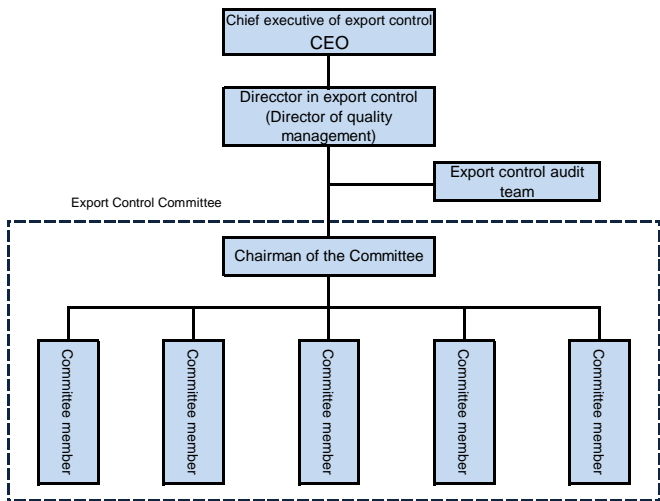 Chief executive of export control
CEO
Direcctor in export control
(Director of quality
management)
Export control audit
team
Export Control Committee
Chairman of the Committee
Committee member
Committee member
Committee member
Committee member
Committee member